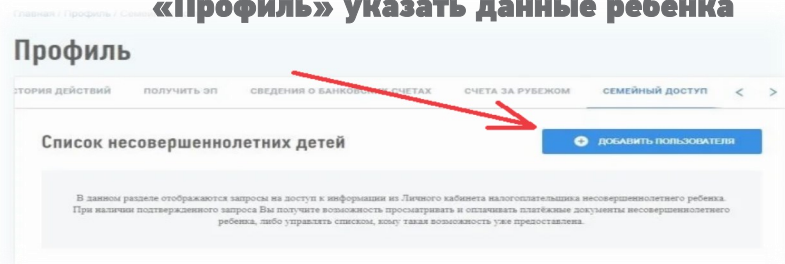 «Профиль» указать данные ребенка
Главная / Профиль /
Профиль
СТОРИЯ ДЕЙСТВИЙ ПОЛУЧИТЬ ЭП СВЕДЕНИЯ О БАНКОВСКИХ СЧЕТАХ СЧЕТА ЗА РУБЕЖОМ СЕМЕЙНЫЙ ДОСТУП < >
Список несовершеннолетних детей
ДОБАВИТЬ ПОЛЬЗОВАТЕЛЯ
В данном разделе отображаются запросы на доступ к информации из Личного кабинета налогоплательщика несовершеннолетнего ребенка.
При наличии подтвержденного запроса Вы получите возможность просматривать и оплачивать платёжные документы несовершеннолетнего
ребенка, либо управлять списком, кому такая возможность уже предоставлена.